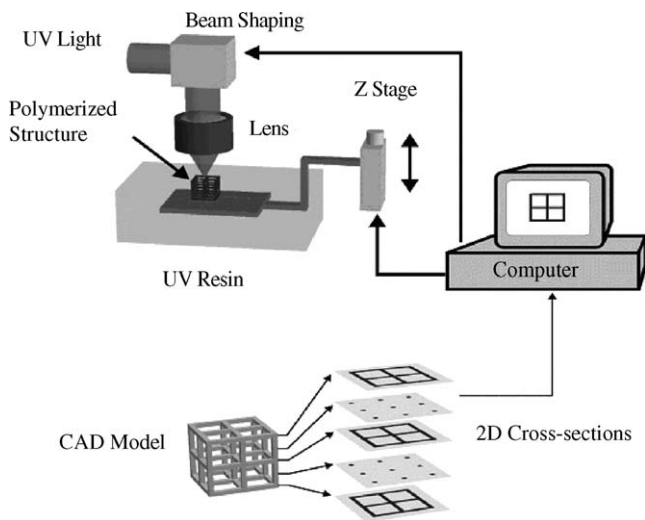 Beam Shaping
UV Light
Z Stage
Polymerized
Structure
Lens
Computer
UV Resin
CAD Model
2D Cross-sections